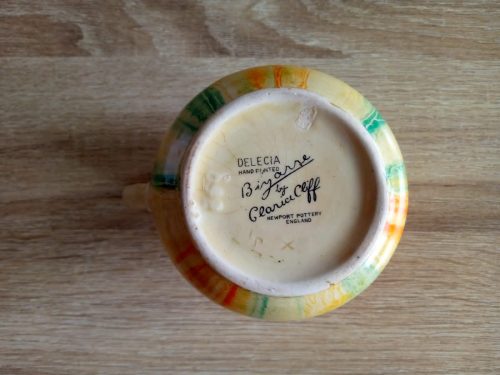 DELECIA
HAND PAINTED
Bizarre
by
Clarice Cliff
NEWPORT POTTERY
ENGLAND